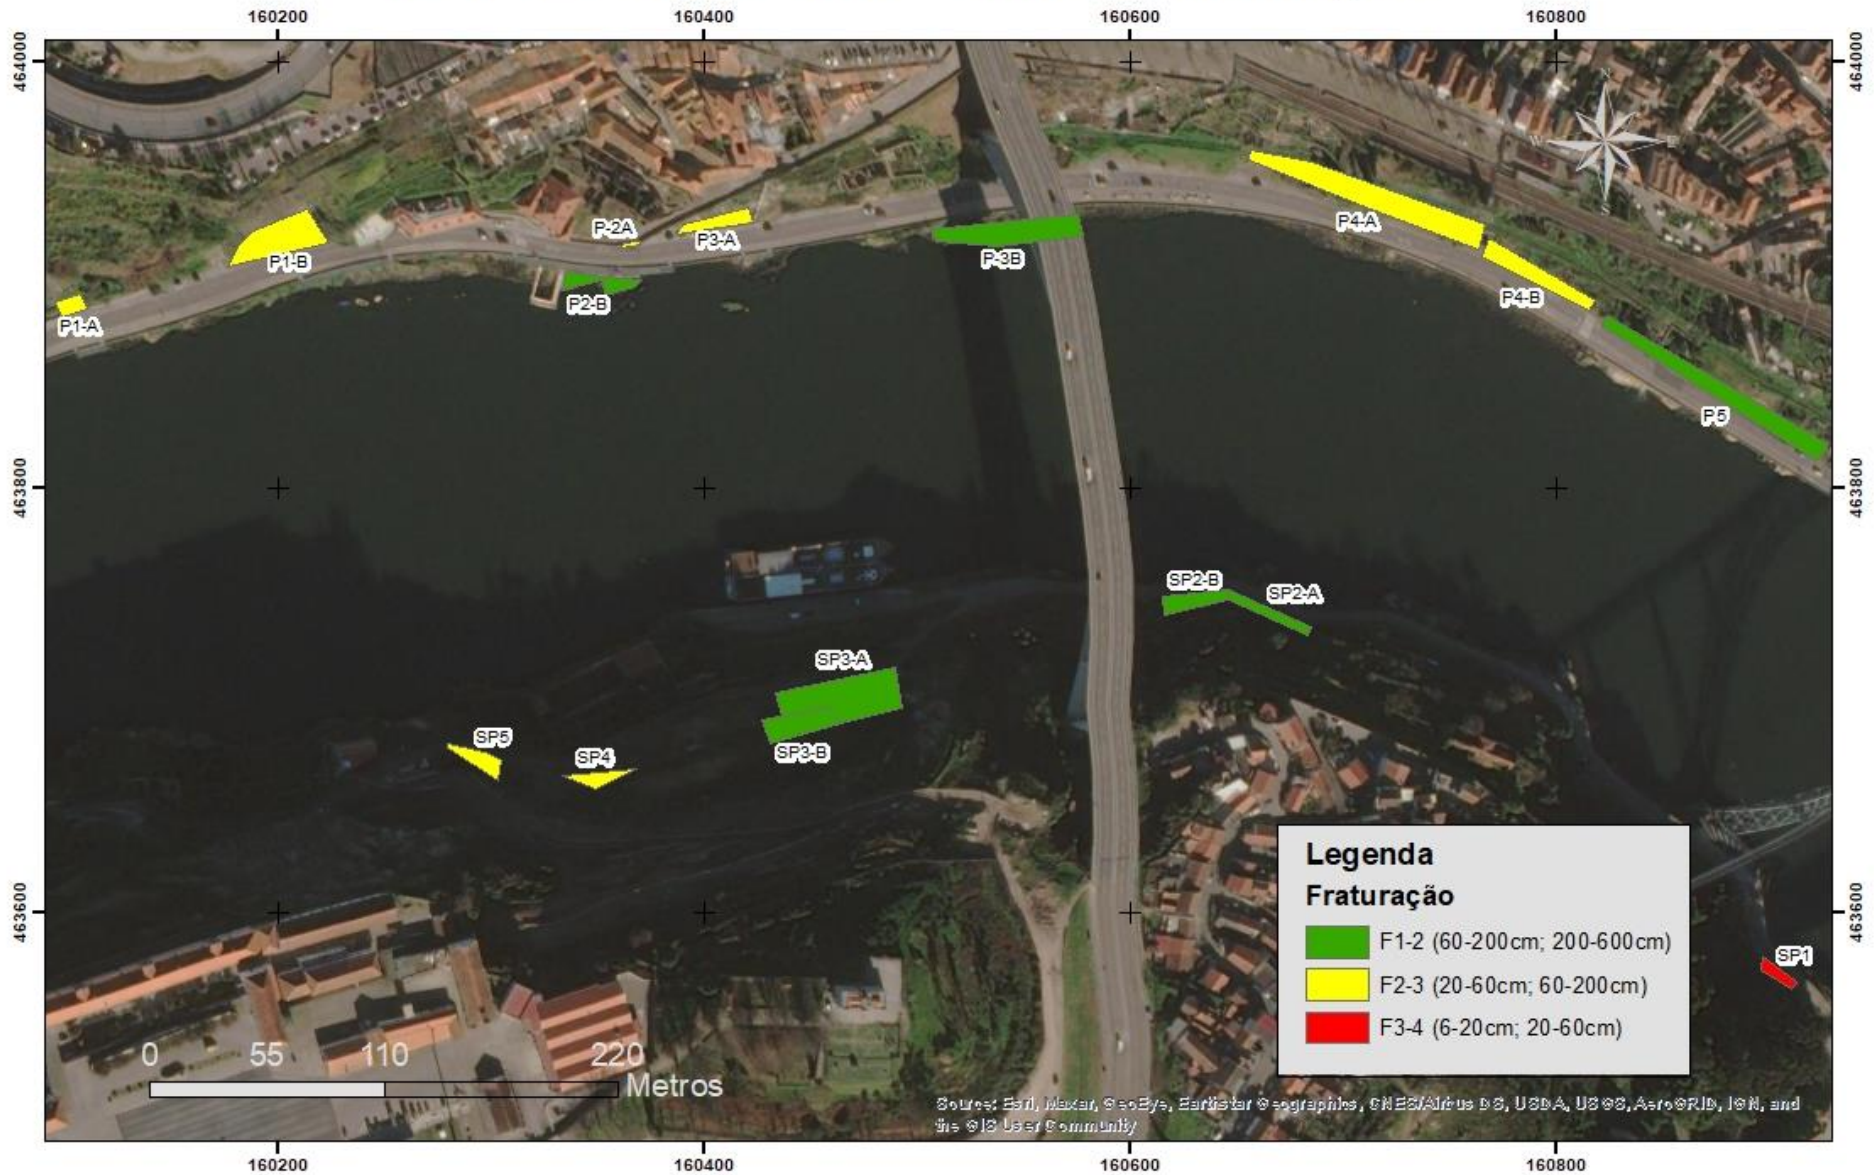 160200 160400 160600 160800
464000 464000
N
W E
S
P-2A
P3-A
P4-A
P1-B
P-3B
P4-B
P2-B
P1-A
P5
463800 463800
SP2-B
SP2-A
SP3-A
SP5
SP3-B
SP4
Legenda
Fraturação
463600 463600
F1-2 (60-200cm; 200-600cm)
SP1
F2-3 (20-60cm; 60-200cm)
F3-4 (6-20cm; 20-60cm)
0 55 110 220
Metros
Source: Esri, Maxar, GeoEye, Earthstar Geographics, CNES/Airbus DS, USDA, USGS, AeroGRID, IGN, and
the GIS User Community
160200 160400 160600 160800